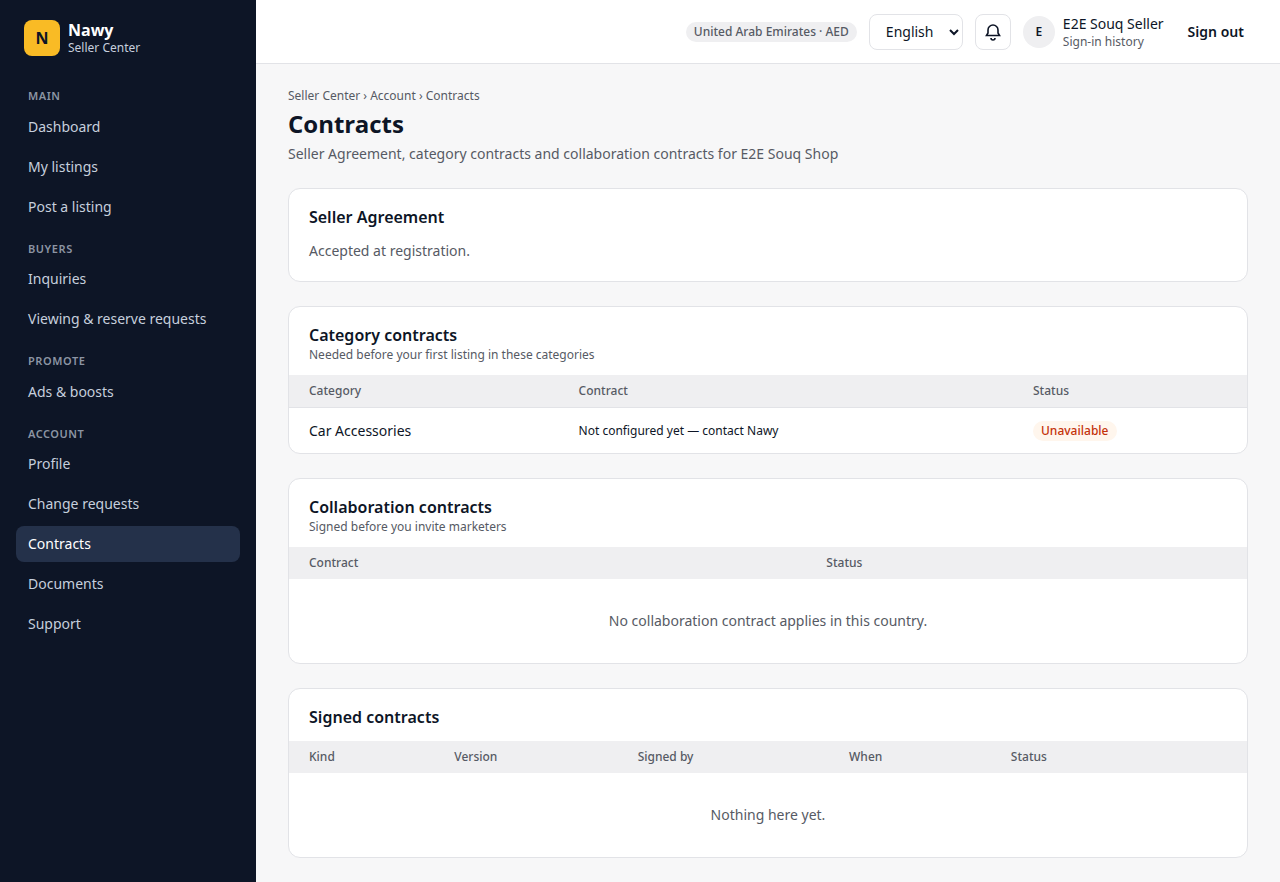 N
Nawy
Seller Center
MAIN
Dashboard
My listings
Post a listing
BUYERS
Inquiries
Viewing & reserve requests
PROMOTE
Ads & boosts
ACCOUNT
Profile
Change requests
Contracts
Documents
Support
United Arab Emirates · AED
English
E
E2E Souq Seller
Sign-in history
Sign out
Seller Center › Account › Contracts
Contracts
Seller Agreement, category contracts and collaboration contracts for E2E Souq Shop
Seller Agreement
Accepted at registration.
Category contracts
Needed before your first listing in these categories
Category Contract Status
Car Accessories Not configured yet — contact Nawy Unavailable
Collaboration contracts
Signed before you invite marketers
Contract Status
No collaboration contract applies in this country.
Signed contracts
Kind Version Signed by When Status
Nothing here yet.